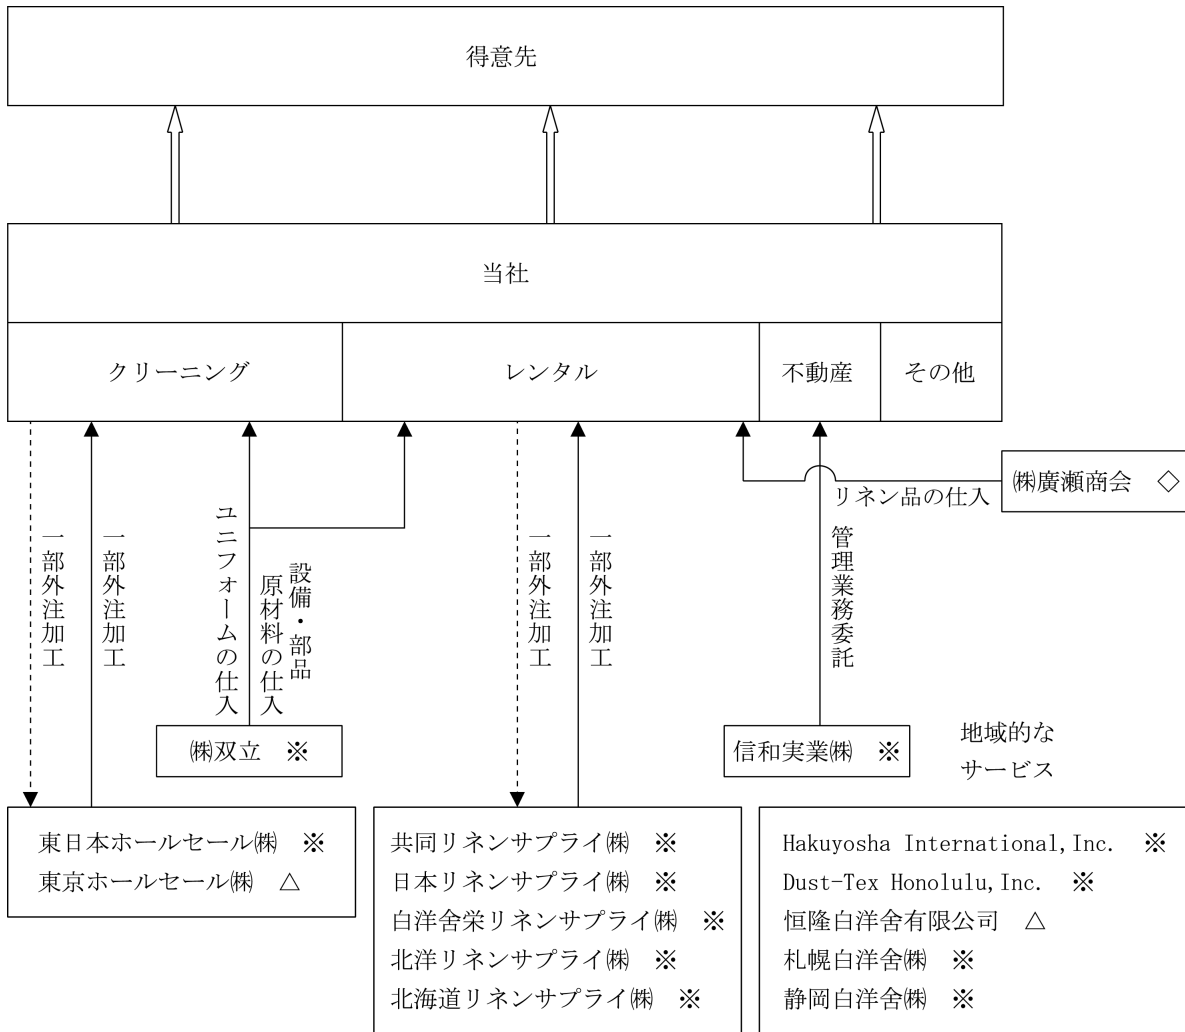 得意先
当社
クリーニング
レンタル
不動産
その他
㈱廣瀬商会　◇
リネン品の仕入
一部外注加工
一部外注加工
ユニフォームの仕入
原材料の仕入
設備・部品
一部外注加工
一部外注加工
管理業務委託
㈱双立　※
信和実業㈱　※
地域的な
サービス
東日本ホールセール㈱　※
東京ホールセール㈱　△
共同リネンサプライ㈱　※
日本リネンサプライ㈱　※
白洋舍栄リネンサプライ㈱　※
北洋リネンサプライ㈱　※
北海道リネンサプライ㈱　※
Hakuyosha International,Inc.　※
Dust-Tex Honolulu,Inc.　※
恒隆白洋舍有限公司　△
札幌白洋舍㈱　※
静岡白洋舍㈱　※